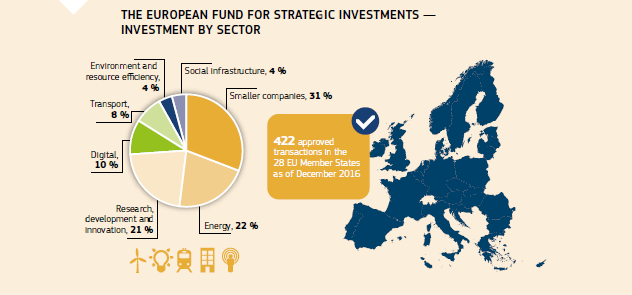 THE EUROPEAN FUND FOR STRATEGIC INVESTMENTS —
INVESTMENT BY SECTOR
Environment and
resource efficiency,
4 %
Social infrastructure, 4 %
Smaller companies, 31 %
Transport,
8 %
Digital,
10 %
Research,
development and
innovation, 21 %
Energy, 22 %
422 approved
transactions in the
28 EU Member States
as of December 2016